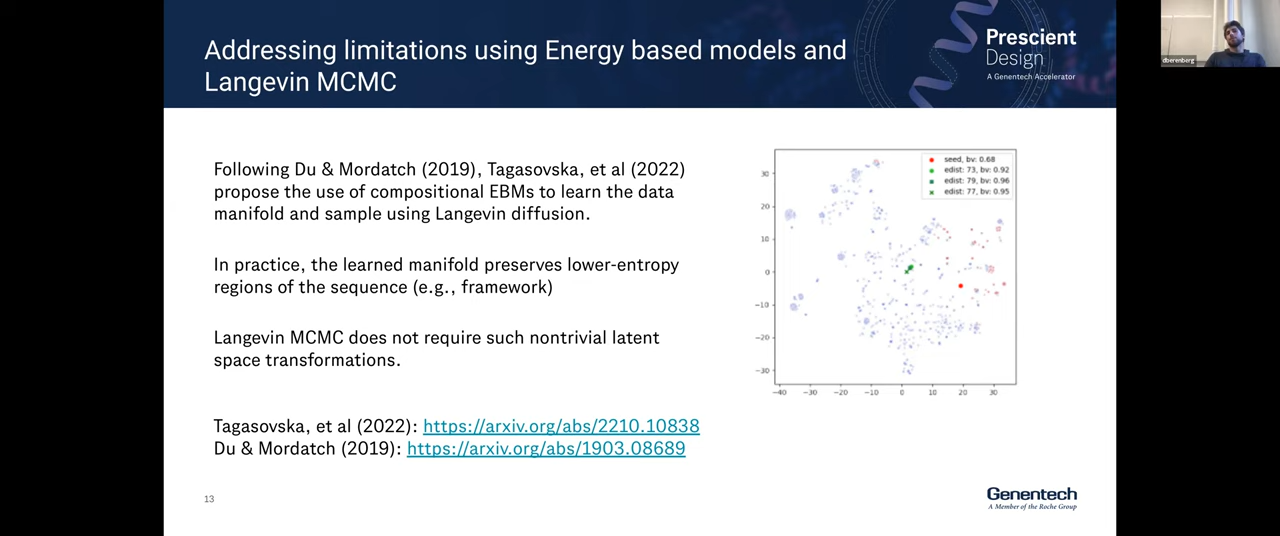 Addressing limitations using Energy based models and
Langevin MCMC
Prescient
Design
A Genentech Accelerator
dberenberg
Following Du & Mordatch (2019), Tagasovska, et al (2022)
propose the use of compositional EBMs to learn the data
manifold and sample using Langevin diffusion.
In practice, the learned manifold preserves lower-entropy
regions of the sequence (e.g., framework)
Langevin MCMC does not require such nontrivial latent
space transformations.
Tagasovska, et al (2022): https://arxiv.org/abs/2210.10838
Du & Mordatch (2019): https://arxiv.org/abs/1903.08689
seed, bv: 0.68
edist: 73, bv: 0.92
edist: 79, bv: 0.96
edist: 77, bv: 0.95
30
20
10
0
−10
−20
−30
−40 −30 −20 −10 0 10 20 30
13
Genentech
A Member of the Roche Group